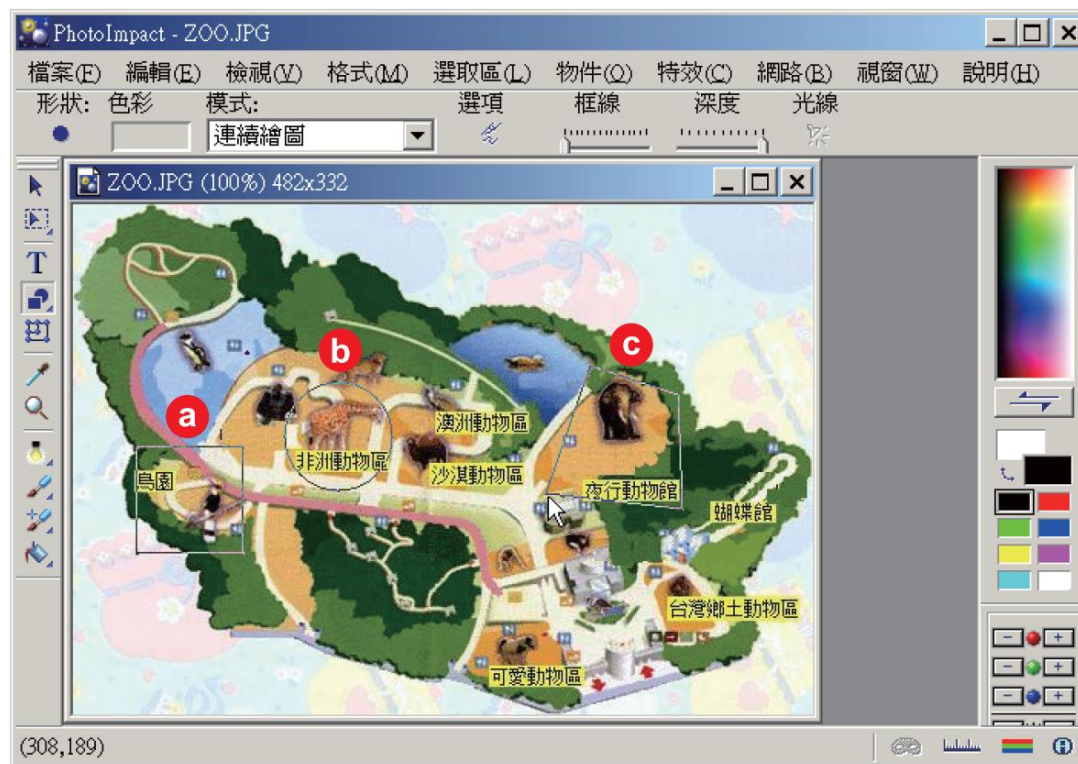 PhotoImpact - ZOO.JPG
檔案(F) 編輯(E) 檢視(V) 格式(M) 選取區(L) 物件(O) 特效(C) 網路(B) 視窗(W) 說明(H)
形狀: 色彩 模式: 選項 框線 深度 光線
連續繪圖
ZOO.JPG (100%) 482x332
T
c
b
a
澳洲動物區
非洲動物區
沙漠動物區
鳥園
夜行動物館
蝴蝶館
台灣鄉土動物區
可愛動物區
(308,189)